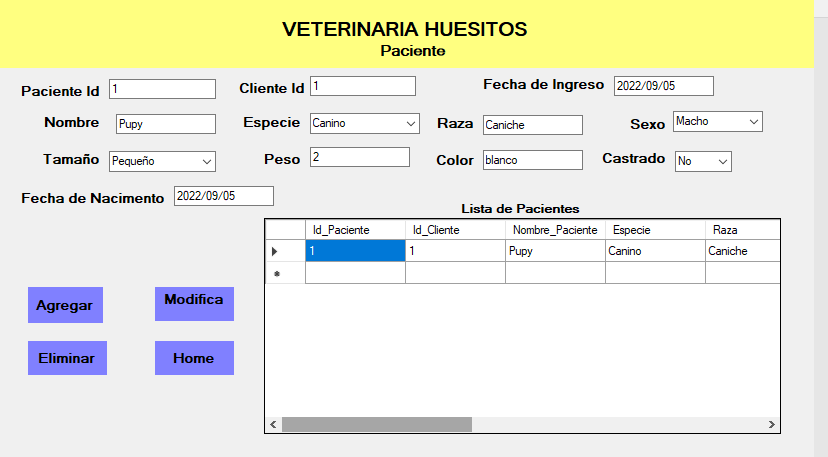 VETERINARIA HUESITOS
Paciente
Paciente Id 1 Cliente Id 1 Fecha de Ingreso 2022/09/05
Nombre Pupy Especie Canino Raza Caniche Sexo Macho
Tamaño Pequeño Peso 2 Color blanco Castrado No
Fecha de Nacimento 2022/09/05
Lista de Pacientes
Id_Paciente Id_Cliente Nombre_Paciente Especie Raza
1 1 Pupy Canino Caniche
Agregar Modifica
Eliminar Home